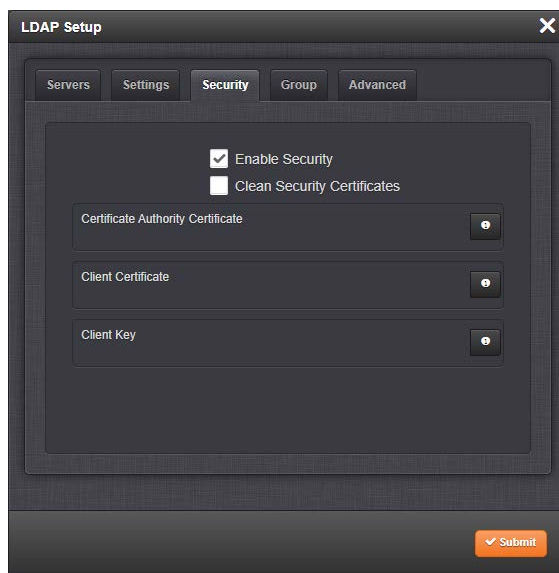 LDAP Setup
Servers Settings Security Group Advanced
Enable Security
Clean Security Certificates
Certificate Authority Certificate
Client Certificate
Client Key
Submit